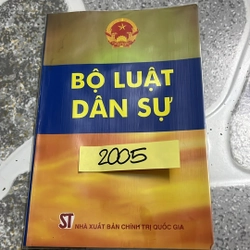 BỘ LUẬT
DÂN SỰ
2005
ST NHÀ XUẤT BẢN CHÍNH TRỊ QUỐC GIA